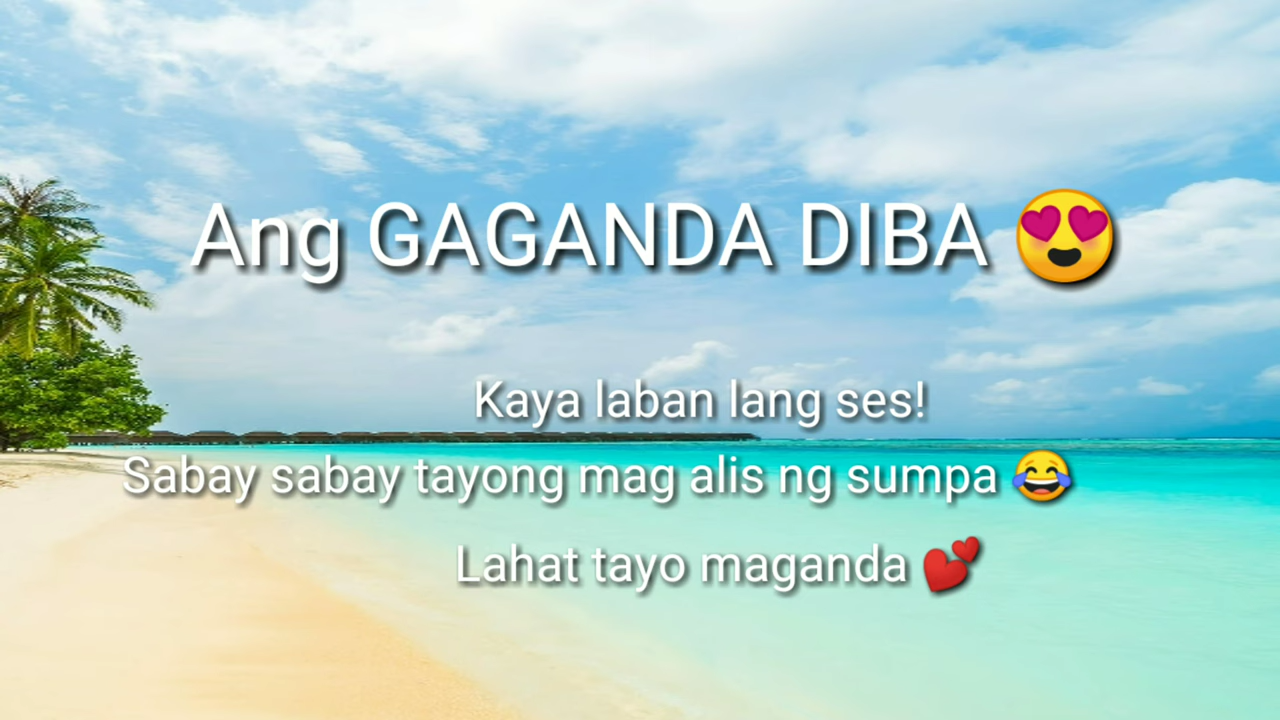 Ang GAGANDA DIBA 😍
Kaya laban lang ses!
Sabay sabay tayong mag alis ng sumpa 😂
Lahat tayo maganda 💕